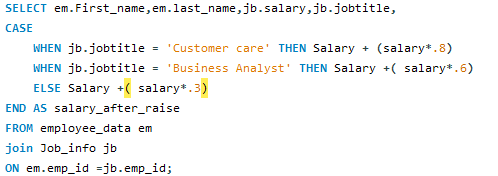 SELECT em.First_name,em.last_name,jb.salary,jb.jobtitle,
CASE
WHEN jb.jobtitle = 'Customer care' THEN Salary + (salary*.8)
WHEN jb.jobtitle = 'Business Analyst' THEN Salary +( salary*.6)
ELSE Salary +( salary*.3)
END AS salary_after_raise
FROM employee_data em
join Job_info jb
ON em.emp_id =jb.emp_id;